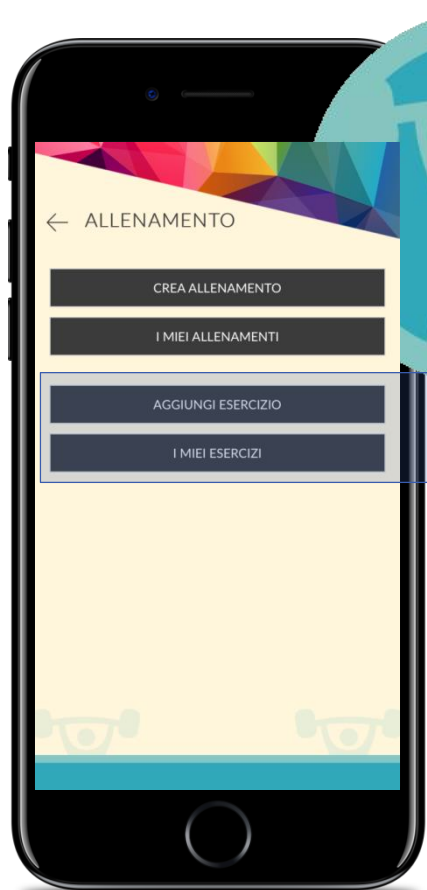 ← ALLENAMENTO
CREA ALLENAMENTO
I MIEI ALLENAMENTI
AGGIUNGI ESERCIZIO
I MIEI ESERCIZI